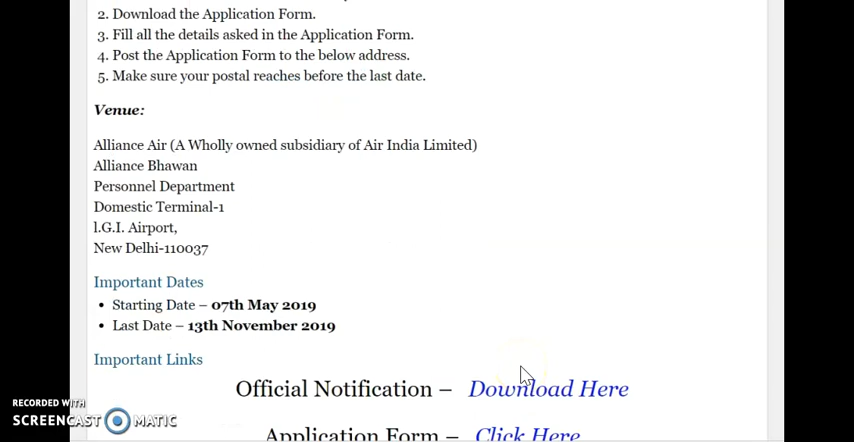 2. Download the Application Form.
3. Fill all the details asked in the Application Form.
4. Post the Application Form to the below address.
5. Make sure your postal reaches before the last date.
Venue:
Alliance Air (A Wholly owned subsidiary of Air India Limited)
Alliance Bhawan
Personnel Department
Domestic Terminal-1
l.G.I. Airport,
New Delhi-110037
Important Dates
• Starting Date – 07th May 2019
• Last Date – 13th November 2019
Important Links
Official Notification – Download Here
Application Form – Click Here
RECORDED WITH
SCREENCAST MATIC